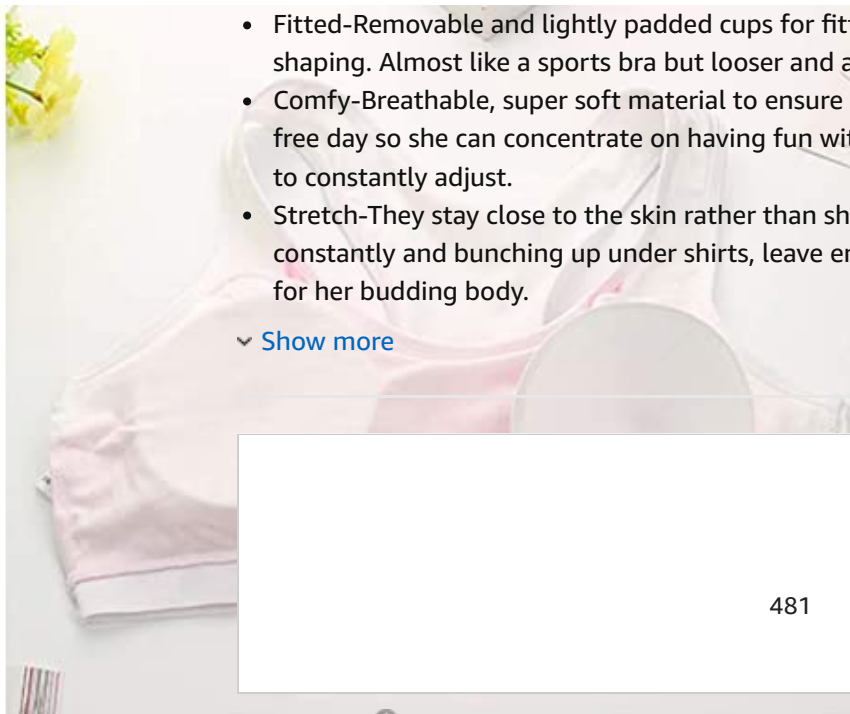 Fitted-Removable and lightly padded cups for
shaping. Almost like a sports bra but looser and
Comfy-Breathable, super soft material to ensure
free day so she can concentrate on having fun
to constantly adjust.
Stretch-They stay close to the skin rather than
constantly and bunching up under shirts, leave
for her budding body.
Show more
481